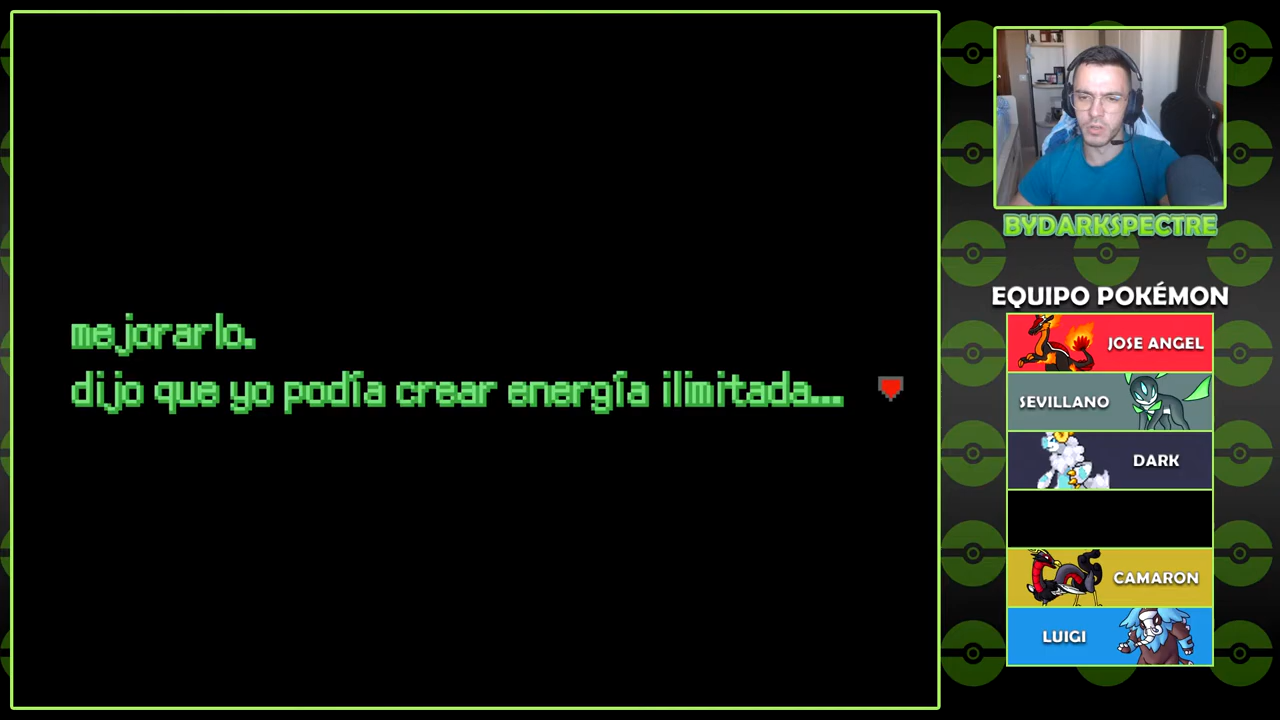 mejorarlo.
dijo que yo podía crear energía ilimitada...
BYDARKSPECTRE
EQUIPO POKÉMON
JOSE ANGEL
SEVILLANO
DARK
CAMARON
LUIGI